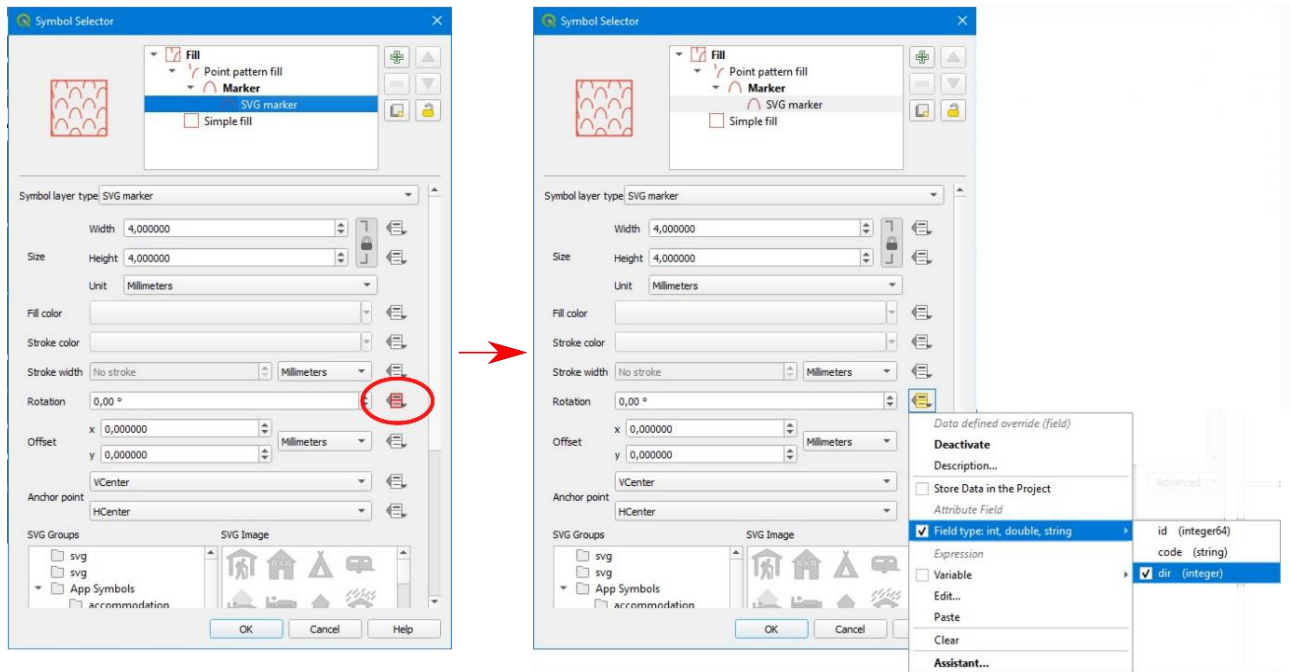 Symbol Selector
Fill
Point pattern fill
Marker
SVG marker
Simple fill
Symbol layer type SVG marker
Width 4,000000
Size
Height 4,000000
Unit Millimeters
Fill color
Stroke color
Stroke width No stroke Millimeters
Rotation 0,00 °
x 0,000000
Offset Millimeters
y 0,000000
VCenter
Anchor point
HCenter
SVG Groups SVG Image
svg
svg
App Symbols
accommodation
OK Cancel Help
Symbol Selector
Fill
Point pattern fill
Marker
SVG marker
Simple fill
Symbol layer type SVG marker
Width 4,000000
Size
Height 4,000000
Unit Millimeters
Fill color
Stroke color
Stroke width No stroke Millimeters
Rotation 0,00 °
x 0,000000
Offset Millimeters
y 0,000000
VCenter
Anchor point
HCenter
SVG Groups SVG Image
svg
svg
App Symbols
accommodation
OK Cancel
Data defined override (field)
Deactivate
Description...
Store Data in the Project
Attribute Field
Field type: int, double, string
Expression
Variable
Edit...
Paste
Clear
Assistant...
id (integer64)
code (string)
dir (integer)
Advanced